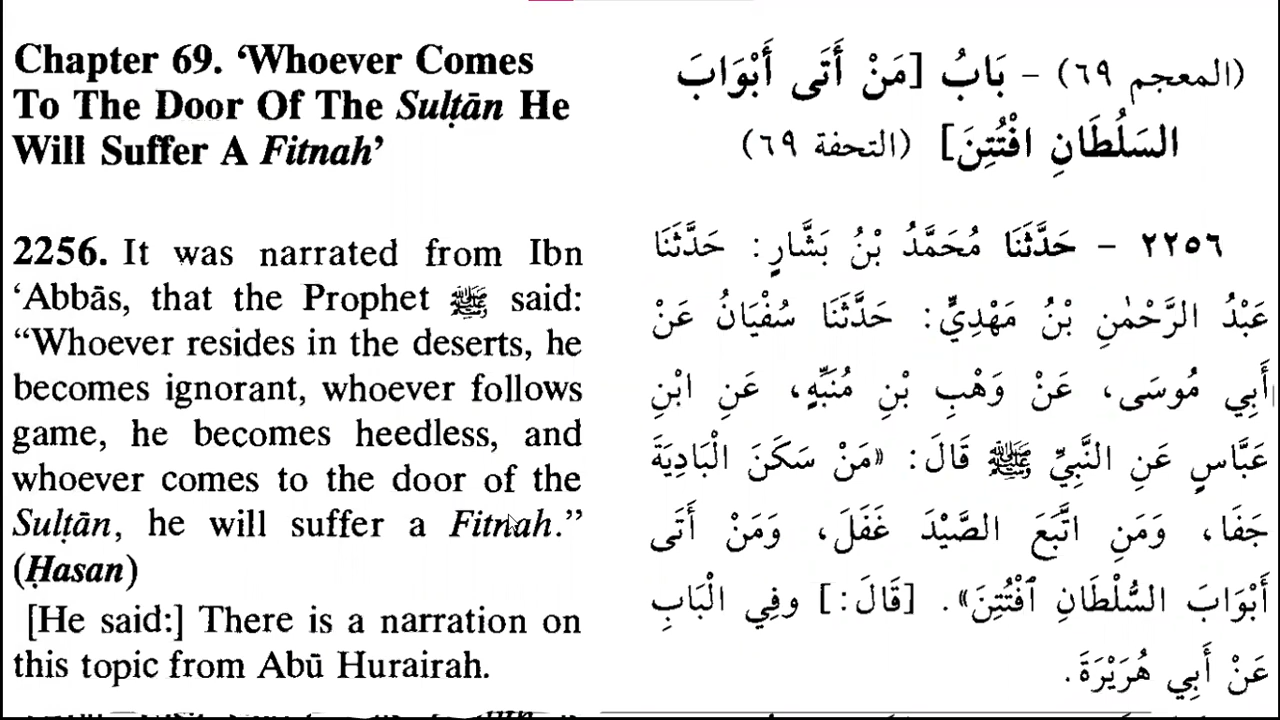 Chapter 69. ‘Whoever Comes
To The Door Of The Sulṭān He
Will Suffer A Fitnah’
2256. It was narrated from Ibn
‘Abbās, that the Prophet ﷺ said:
“Whoever resides in the deserts, he
becomes ignorant, whoever follows
game, he becomes heedless, and
whoever comes to the door of the
Sulṭān, he will suffer a Fitnah.”
(Ḥasan)
[He said:] There is a narration on
this topic from Abū Hurairah.
(المعجم ٦٩) – بَابُ [مَنْ أَتَى أَبْوَابَ
السَلُطَانِ افْتُتِنَ] (التحفة ٦٩)
٢٢٥٦ – حَدَّثَنَا مُحَمَّدُ بْنُ بَشَّارٍ: حَدَّثَنَا
عَبْدُ الرَّحْمٰنِ بْنُ مَهْدِيٍّ: حَدَّثَنَا سُفْيَانُ عَنْ
أَبِي مُوسَى، عَنْ وَهْبِ بْنِ مُنَبِّهٍ، عَنِ ابْنِ
عَبَّاسٍ عَنِ النَّبِيِّ ﷺ قَالَ: «مَنْ سَكَنَ الْبَادِيَةَ
جَفَا، وَمَنِ اتَّبَعَ الصَّيْدَ غَفَلَ، وَمَنْ أَتَى
أَبْوَابَ السُّلْطَانِ ٱفْتُتِنَ». [قَالَ:] وفِي الْبَابِ
عَنْ أَبِي هُرَيْرَةَ.